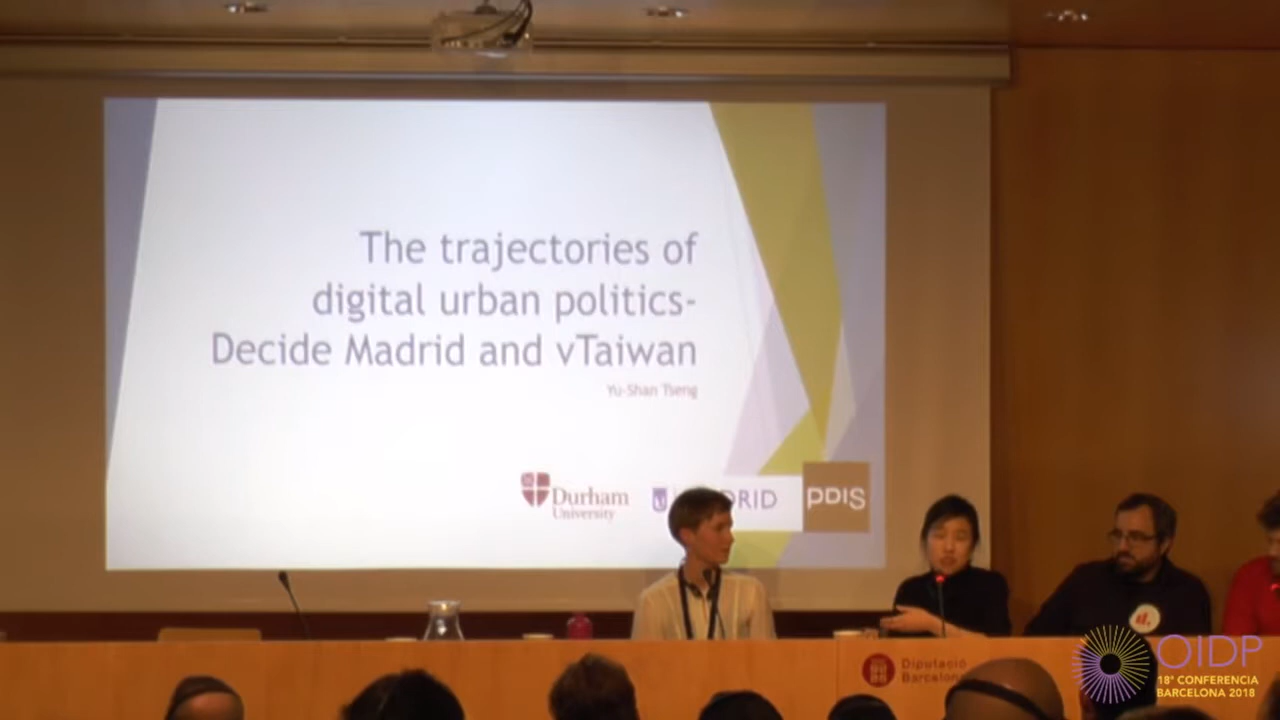 The trajectories of
digital urban politics-
Decide Madrid and vTaiwan
Yu-Shan Tseng
Durham
University
DRID
PDIS
Diputació
Barcelona
d.
OIDP
18ª CONFERENCIA
BARCELONA 2018